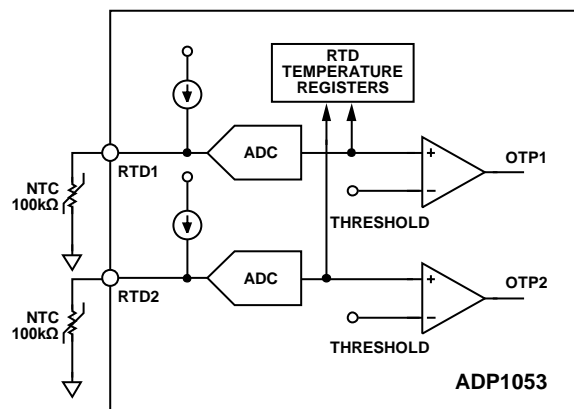 RTD
TEMPERATURE
REGISTERS
ADC
+
−
OTP1
RTD1
NTC
100kΩ
THRESHOLD
ADC
+
−
OTP2
RTD2
NTC
100kΩ
THRESHOLD
ADP1053